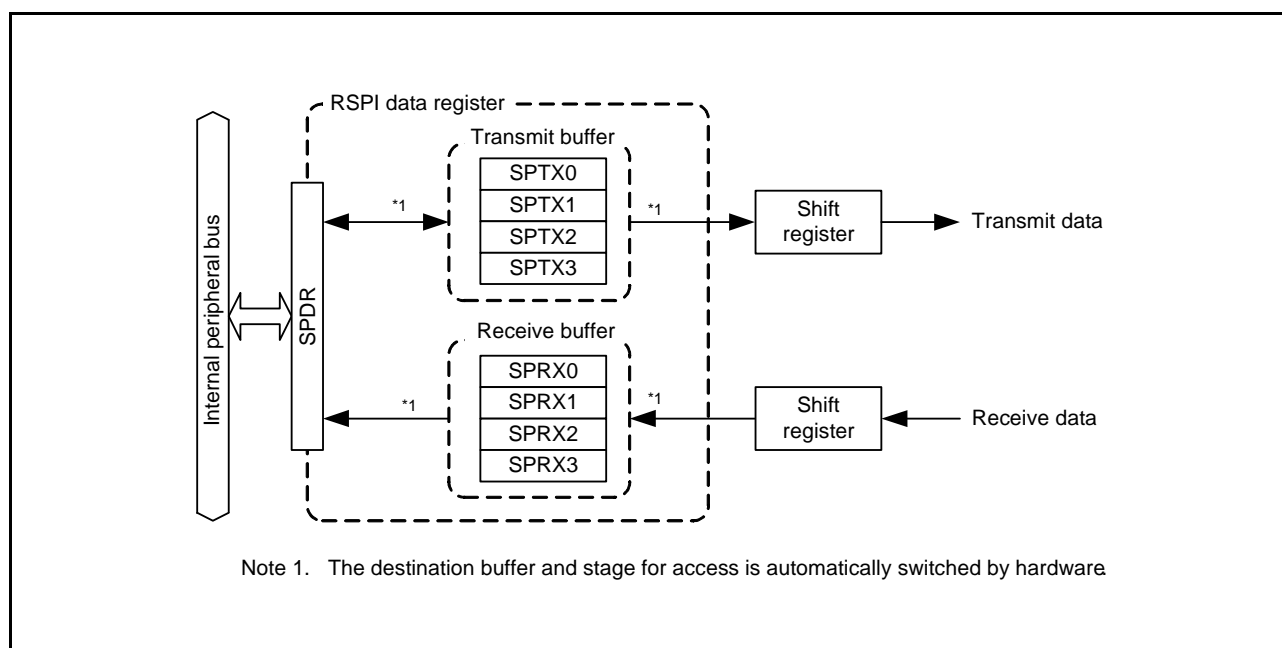 RSPI data register
Transmit buffer
SPTX0
SPTX1
SPTX2
SPTX3
*1
*1
Shift
register
Transmit data
Internal peripheral bus
SPDR
Receive buffer
SPRX0
SPRX1
SPRX2
SPRX3
*1
*1
Shift
register
Receive data
Note 1. The destination buffer and stage for access is automatically switched by hardware.